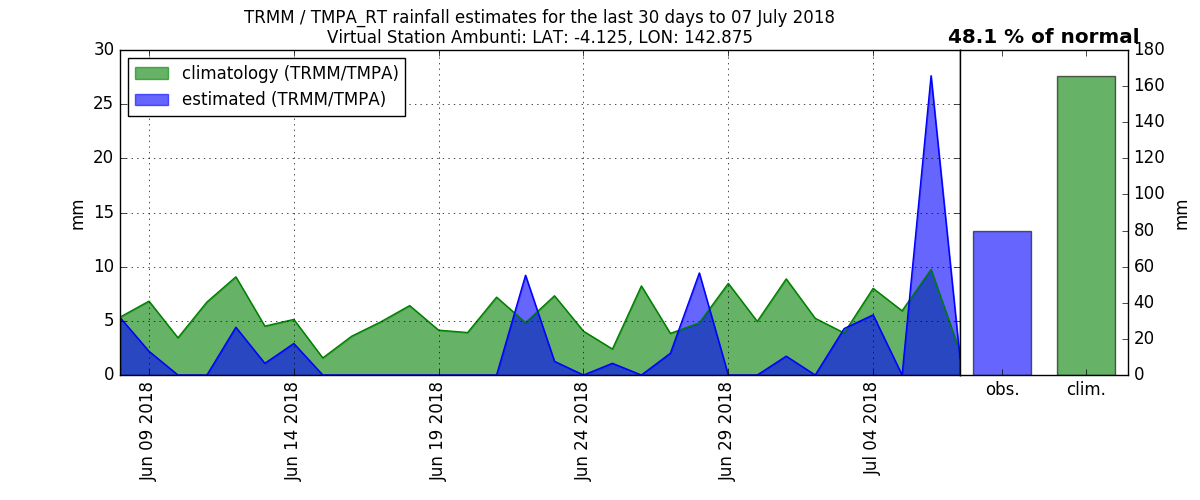 TRMM / TMPA_RT rainfall estimates for the last 30 days to 07 July 2018
Virtual Station Ambunti: LAT: -4.125, LON: 142.875
48.1 % of normal
climatology (TRMM/TMPA)
estimated (TRMM/TMPA)
30
25
20
15
10
5
0
mm
180
160
140
120
100
80
60
40
20
0
mm
Jun 09 2018
Jun 14 2018
Jun 19 2018
Jun 24 2018
Jun 29 2018
Jul 04 2018
obs.
clim.